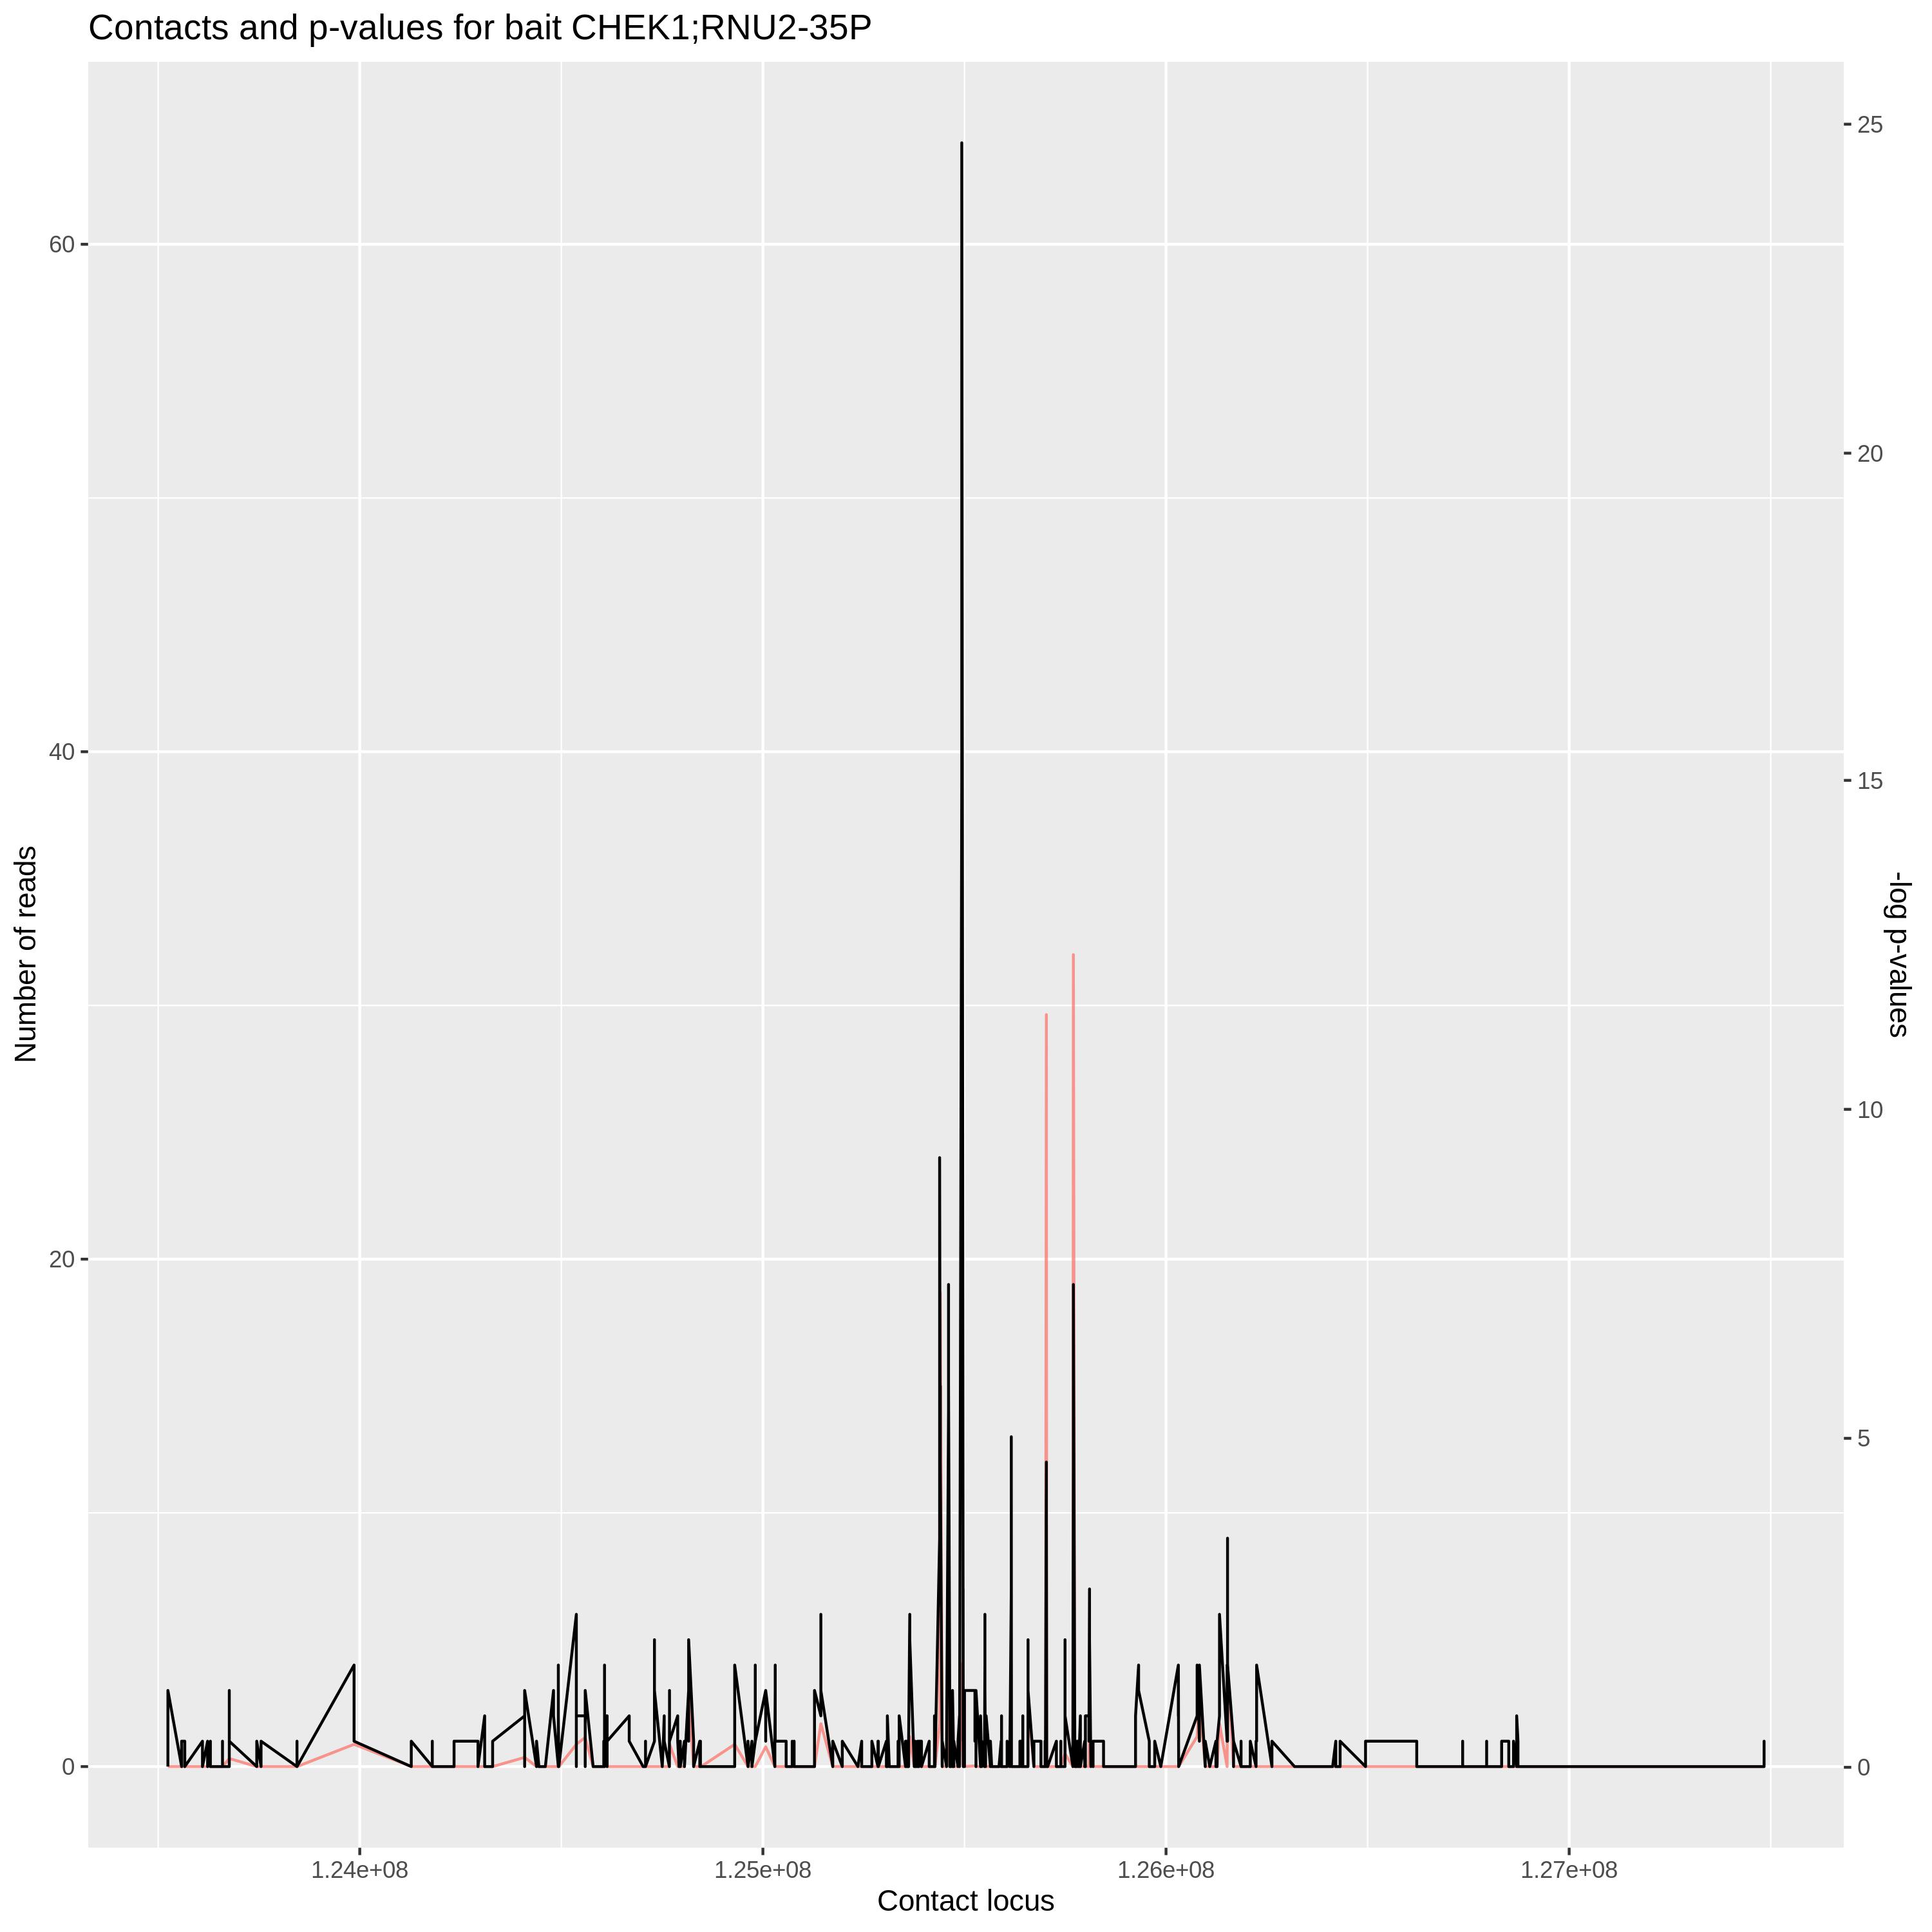 Contacts and p-values for bait CHEK1;RNU2-35P
60
40
20
0
Number of reads
25
20
15
10
5
0
-log p-values
1.24e+08
1.25e+08
1.26e+08
1.27e+08
Contact locus